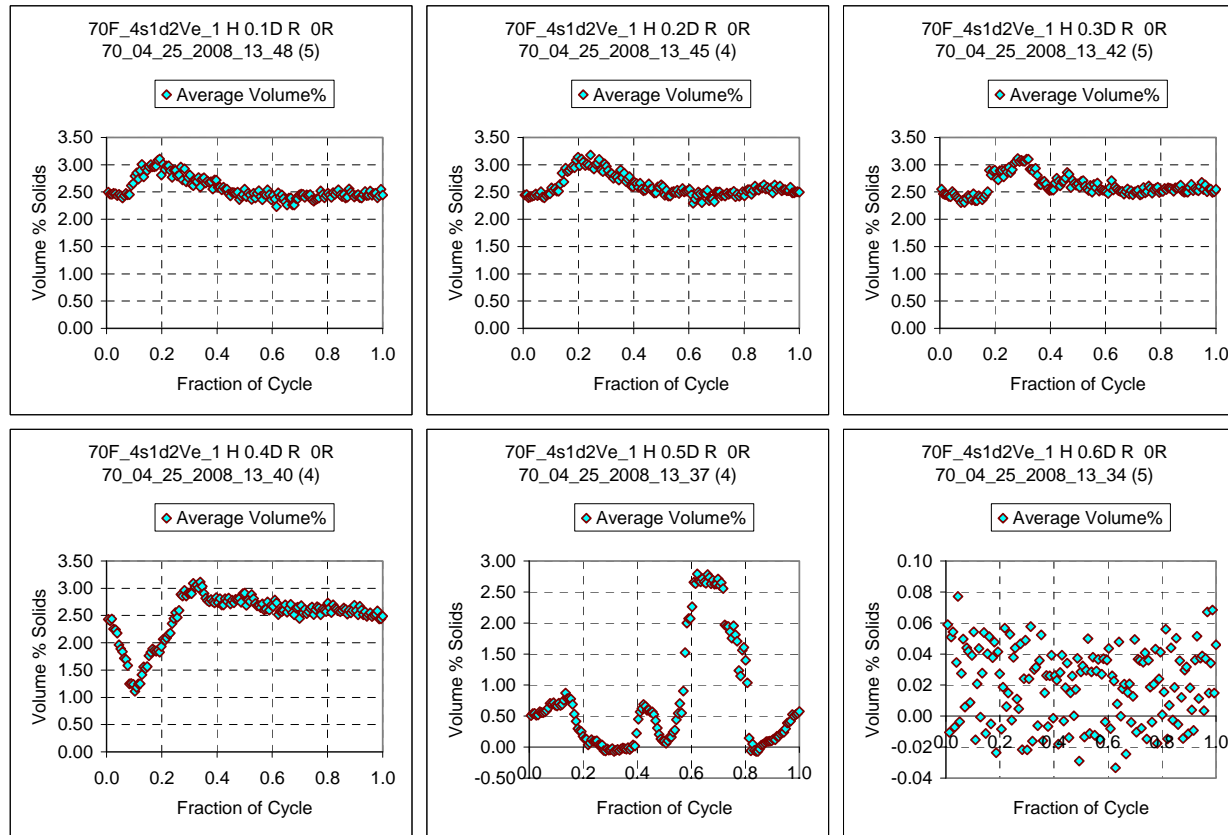 70F_4s1d2Ve_1 H 0.1D R 0R
70_04_25_2008_13_48 (5)
Average Volume%
3.50
3.00
2.50
2.00
1.50
1.00
0.50
0.00
Volume % Solids
0.0 0.2 0.4 0.6 0.8 1.0
Fraction of Cycle
70F_4s1d2Ve_1 H 0.2D R 0R
70_04_25_2008_13_45 (4)
Average Volume%
3.50
3.00
2.50
2.00
1.50
1.00
0.50
0.00
Volume % Solids
0.0 0.2 0.4 0.6 0.8 1.0
Fraction of Cycle
70F_4s1d2Ve_1 H 0.3D R 0R
70_04_25_2008_13_42 (5)
Average Volume%
3.50
3.00
2.50
2.00
1.50
1.00
0.50
0.00
Volume % Solids
0.0 0.2 0.4 0.6 0.8 1.0
Fraction of Cycle
70F_4s1d2Ve_1 H 0.4D R 0R
70_04_25_2008_13_40 (4)
Average Volume%
3.50
3.00
2.50
2.00
1.50
1.00
0.50
0.00
Volume % Solids
0.0 0.2 0.4 0.6 0.8 1.0
Fraction of Cycle
70F_4s1d2Ve_1 H 0.5D R 0R
70_04_25_2008_13_37 (4)
Average Volume%
3.00
2.50
2.00
1.50
1.00
0.50
0.00
-0.50
Volume % Solids
0.0 0.2 0.4 0.6 0.8 1.0
Fraction of Cycle
70F_4s1d2Ve_1 H 0.6D R 0R
70_04_25_2008_13_34 (5)
Average Volume%
0.10
0.08
0.06
0.04
0.02
0.00
-0.02
-0.04
Volume % Solids
0.0 0.2 0.4 0.6 0.8 1.0
Fraction of Cycle